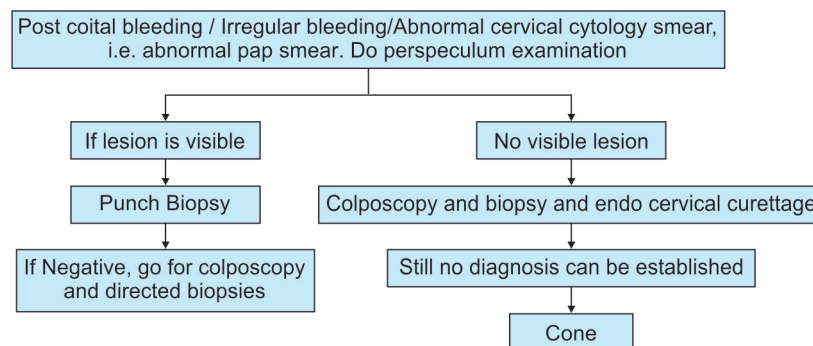 Post coital bleeding / Irregular bleeding/Abnormal cervical cytology smear,
i.e. abnormal pap smear. Do perspeculum examination
If lesion is visible
Punch Biopsy
If Negative, go for colposcopy
and directed biopsies
No visible lesion
Colposcopy and biopsy and endo cervical curettage
Still no diagnosis can be established
Cone